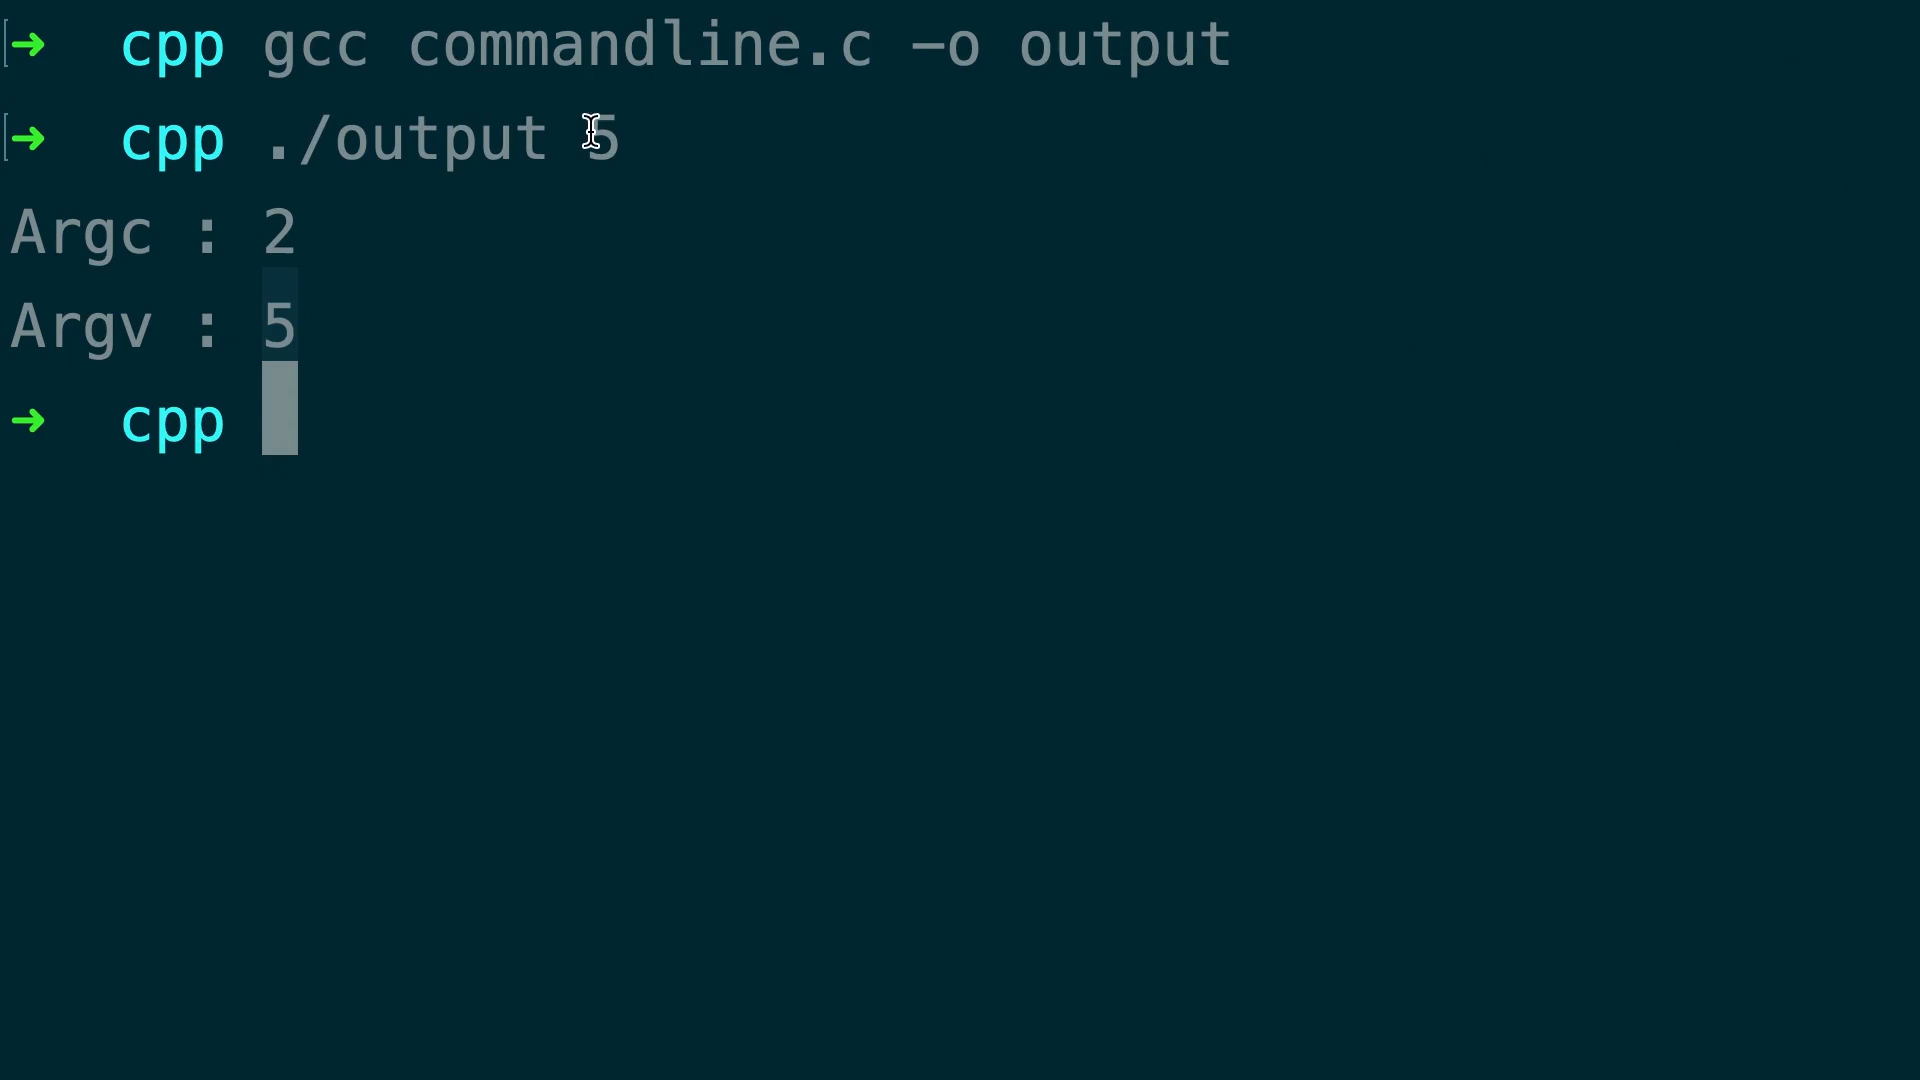 ➜ cpp gcc commandline.c -o output
➜ cpp ./output 5
Argc : 2
Argv : 5
➜ cpp